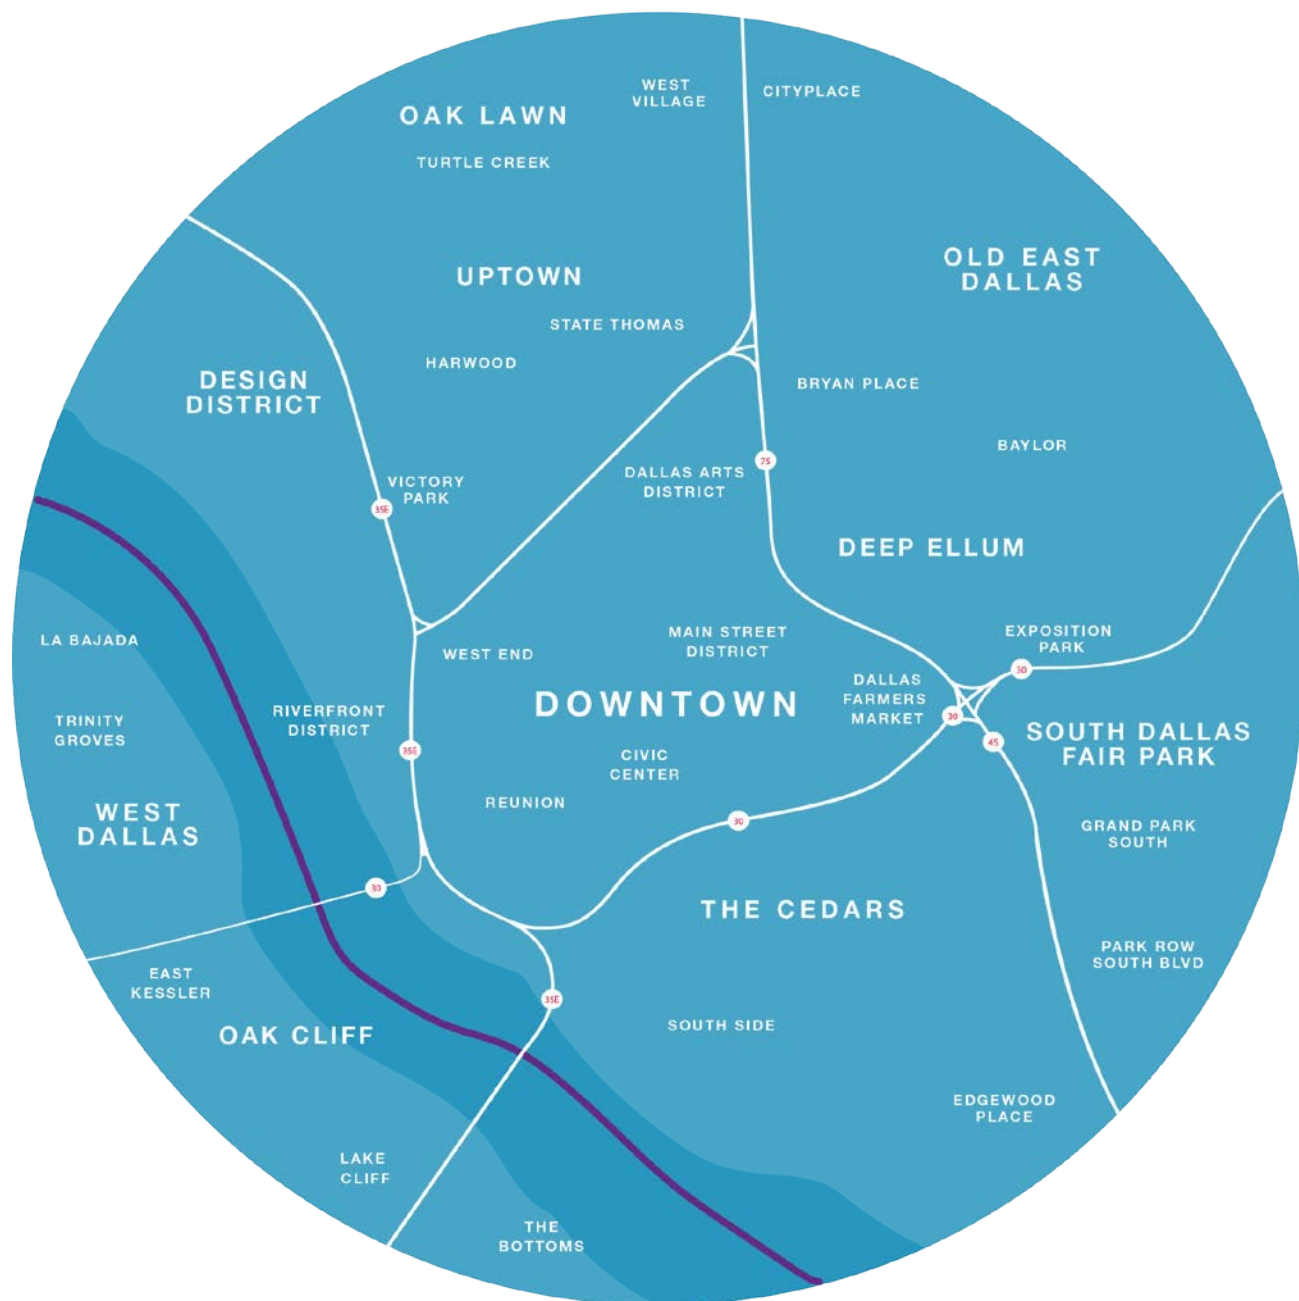 WEST
VILLAGE
CITYPLACE
OAK LAWN
TURTLE CREEK
OLD EAST
DALLAS
UPTOWN
STATE THOMAS
HARWOOD
DESIGN
DISTRICT
BRYAN PLACE
BAYLOR
75
DALLAS ARTS
DISTRICT
VICTORY
PARK
35E
DEEP ELLUM
LA BAJADA
WEST END
MAIN STREET
DISTRICT
EXPOSITION
PARK
30
DALLAS
FARMERS
MARKET
30
45
DOWNTOWN
RIVERFRONT
DISTRICT
TRINITY
GROVES
35E
SOUTH DALLAS
FAIR PARK
CIVIC
CENTER
REUNION
WEST
DALLAS
30
GRAND PARK
SOUTH
30
THE CEDARS
PARK ROW
SOUTH BLVD
EAST
KESSLER
35E
OAK CLIFF
SOUTH SIDE
EDGEWOOD
PLACE
LAKE
CLIFF
THE
BOTTOMS